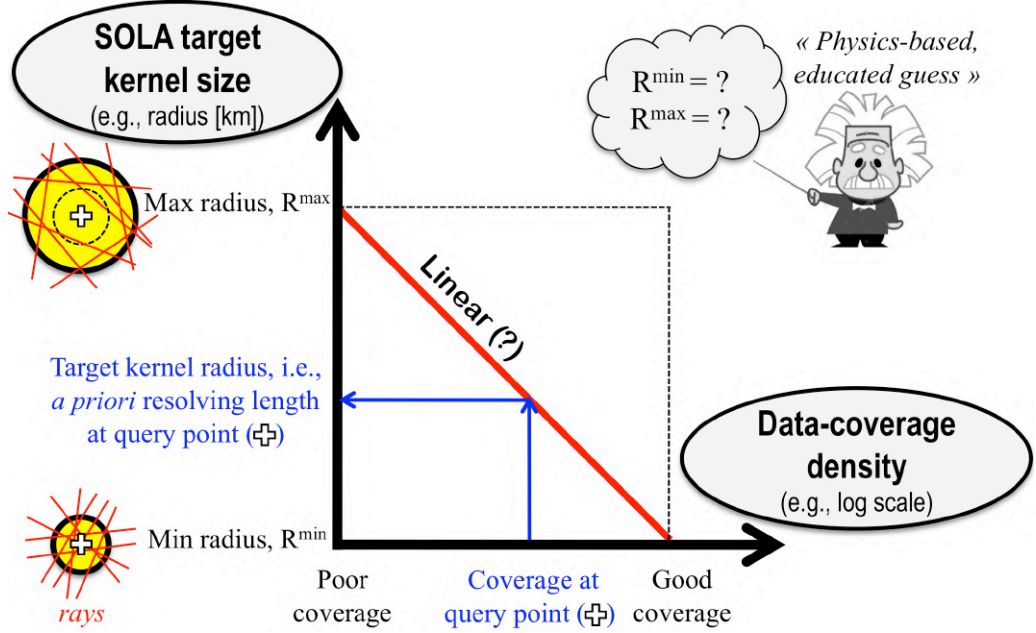 SOLA target
kernel size
(e.g., radius [km])
« Physics-based,
educated guess »
R^min = ?
R^max = ?
Max radius, R^max
Linear (?)
Target kernel radius, i.e.,
a priori resolving length
at query point (✚)
Data-coverage
density
(e.g., log scale)
Min radius, R^min
rays
Poor
coverage
Coverage at
query point (✚)
Good
coverage